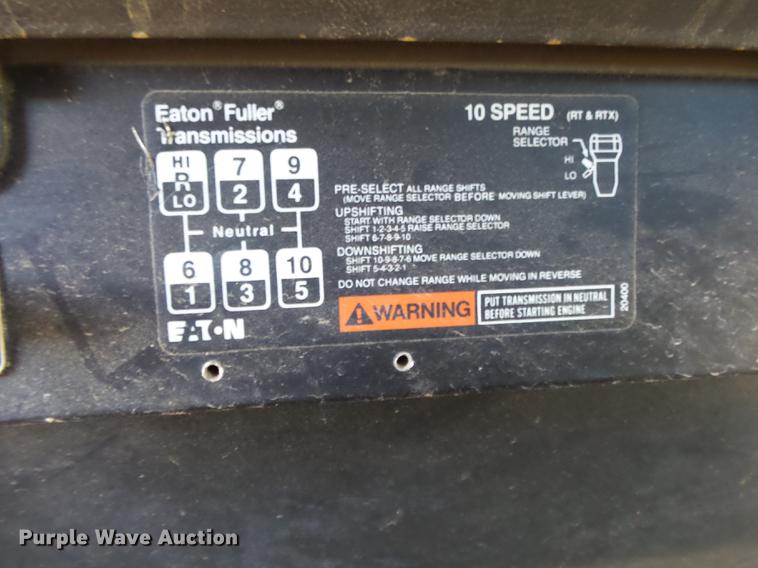 Eaton® Fuller®
Transmissions
10 SPEED (RT & RTX)
RANGE
SELECTOR
HI
LO
HI
R
LO
7
2
9
4
Neutral
6
1
8
3
10
5
EATON
PRE-SELECT ALL RANGE SHIFTS
(MOVE RANGE SELECTOR BEFORE MOVING SHIFT LEVER)
UPSHIFTING
START WITH RANGE SELECTOR DOWN
SHIFT 1-2-3-4-5 RAISE RANGE SELECTOR
SHIFT 6-7-8-9-10
DOWNSHIFTING
SHIFT 10-9-8-7-6 MOVE RANGE SELECTOR DOWN
SHIFT 5-4-3-2-1
DO NOT CHANGE RANGE WHILE MOVING IN REVERSE
WARNING
PUT TRANSMISSION IN NEUTRAL
BEFORE STARTING ENGINE
20400
Purple Wave Auction